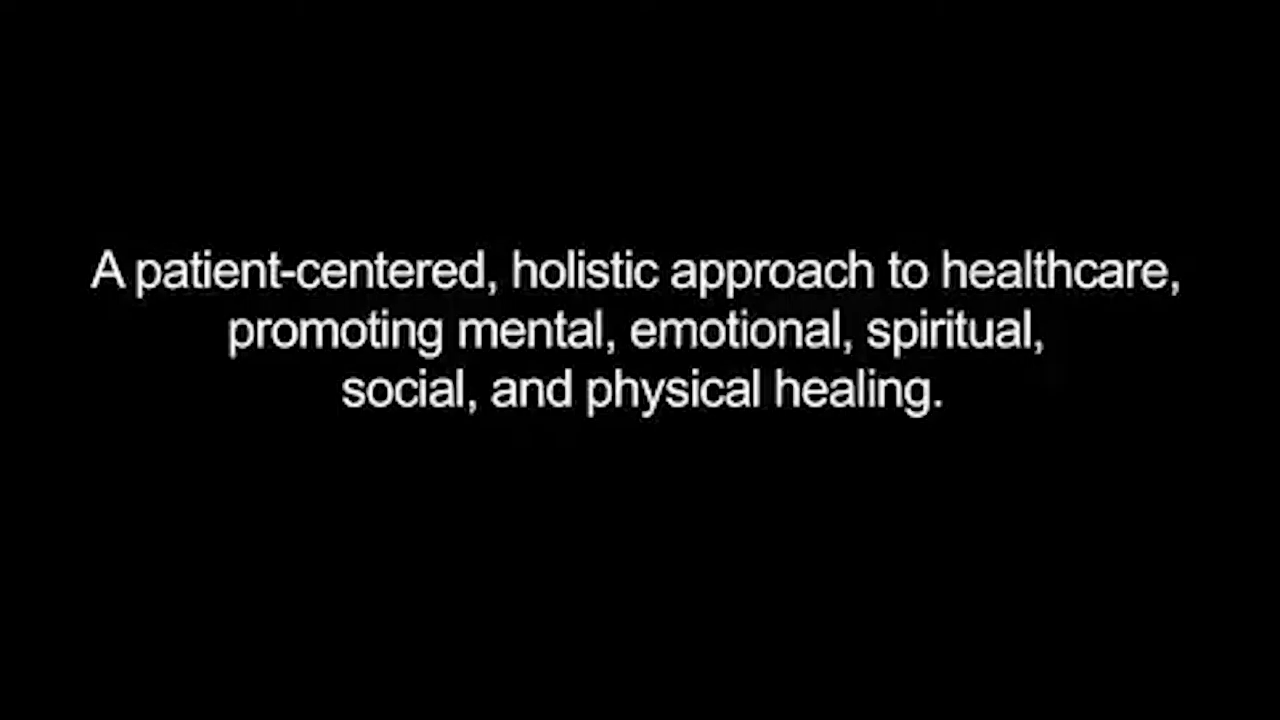 A patient-centered, holistic approach to healthcare,
promoting mental, emotional, spiritual,
social, and physical healing.